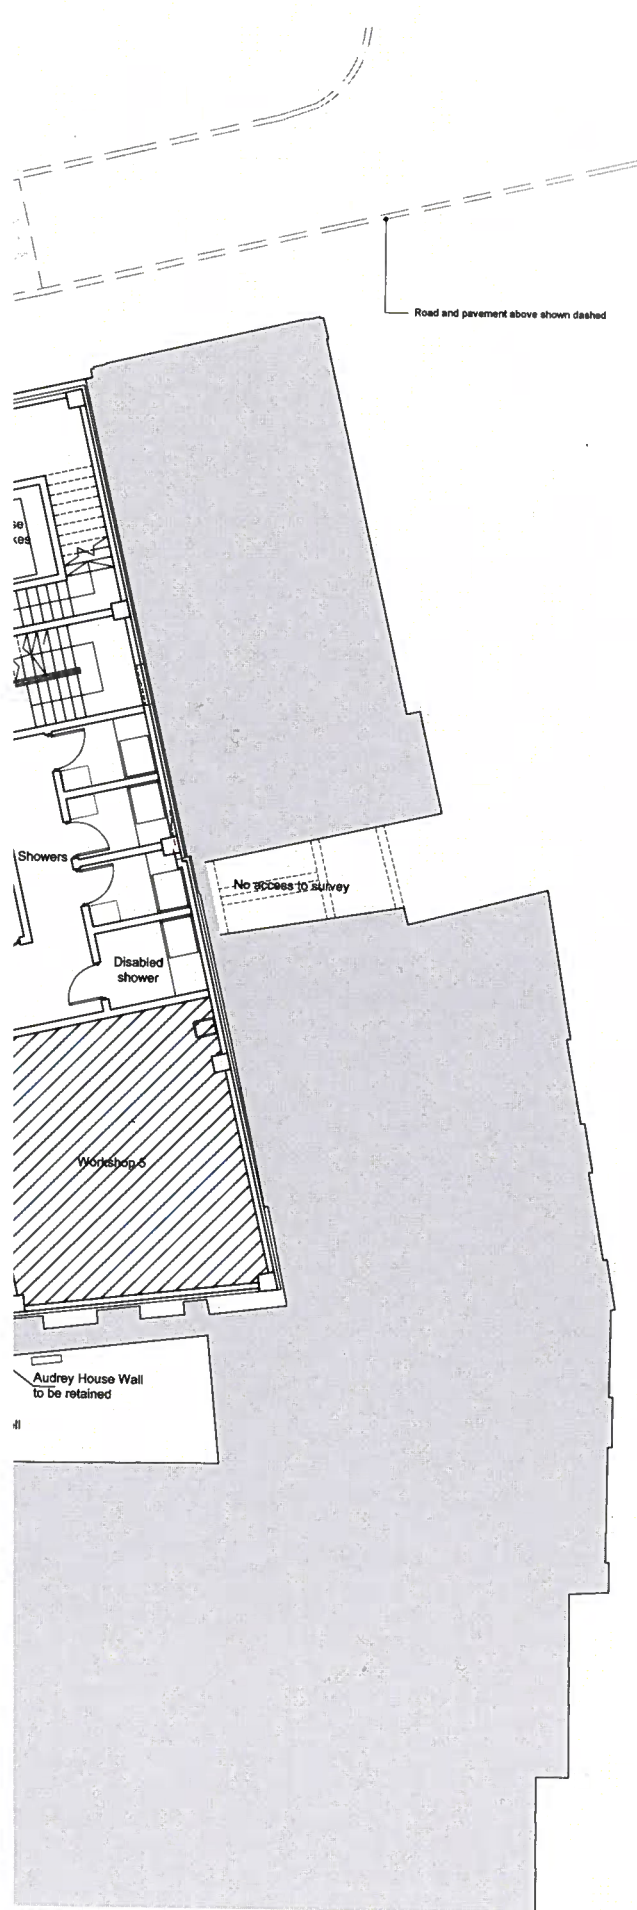 Road and pavement above shown dashed
Showers
No access to survey
Disabled
shower
Workshop 5
Audrey House Wall
to be retained